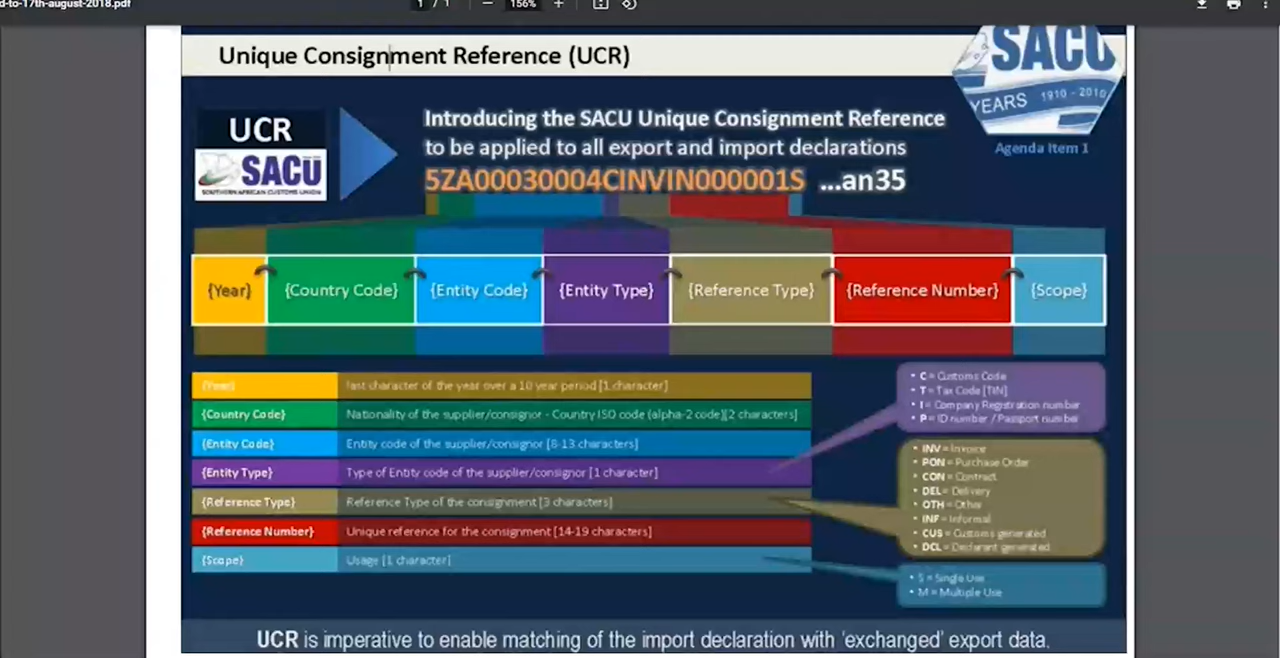 d-to-17th-august-2018.pdf
1 / 1
156%
Unique Consignment Reference (UCR)
SACU
YEARS 1910 - 2010
Agenda Item 1
UCR
SACU
SOUTHERN AFRICAN CUSTOMS UNION
Introducing the SACU Unique Consignment Reference
to be applied to all export and import declarations
5ZA00030004CINVIN000001S ...an35
{Year} {Country Code} {Entity Code} {Entity Type} {Reference Type} {Reference Number} {Scope}
{Year} last character of the year over a 10 year period [1 character]
{Country Code} Nationality of the supplier/consignor - Country ISO code (alpha-2 code)[2 characters]
{Entity Code} Entity code of the supplier/consignor [8-13 characters]
{Entity Type} Type of Entity code of the supplier/consignor [1 character]
{Reference Type} Reference Type of the consignment [3 characters]
{Reference Number} Unique reference for the consignment [14-19 characters]
{Scope} Usage [1 character]
• C = Customs Code
• T = Tax Code [TIN]
• I = Company Registration number
• P = ID number / Passport number
• INV = Invoice
• PON = Purchase Order
• CON = Contract
• DEL = Delivery
• OTH = Other
• INF = Informal
• CUS = Customs generated
• DCL = Declarant generated
• S = Single Use
• M = Multiple Use
UCR is imperative to enable matching of the import declaration with 'exchanged' export data.